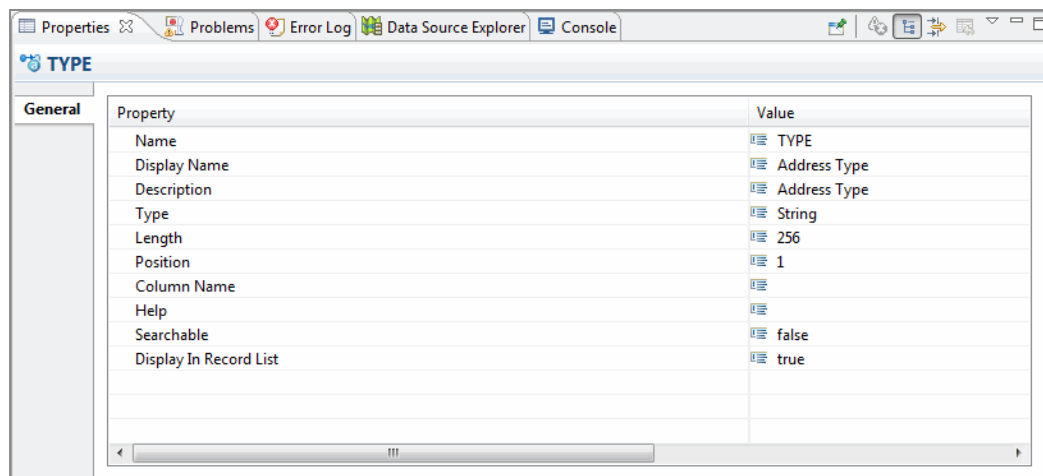 Properties Problems Error Log Data Source Explorer Console
TYPE
General
Property Value
Name TYPE
Display Name Address Type
Description Address Type
Type String
Length 256
Position 1
Column Name
Help
Searchable false
Display In Record List true